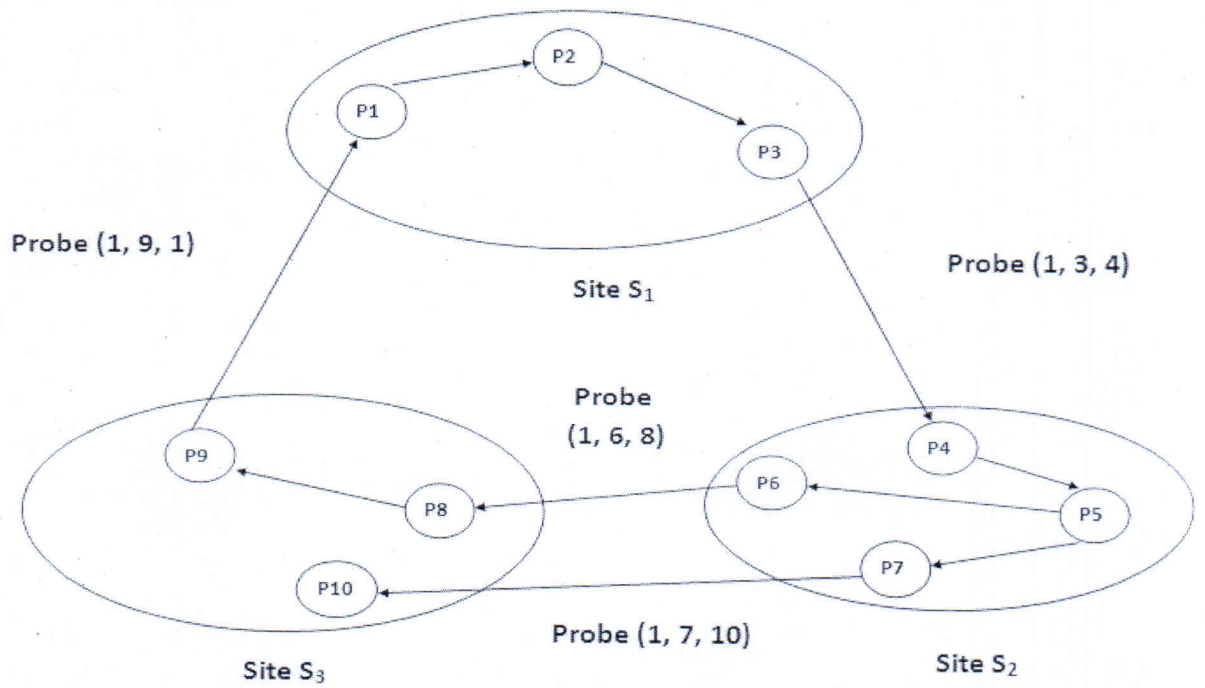 P2
P1
P3
Probe (1, 9, 1)
Probe (1, 3, 4)
Site S₁
Probe
(1, 6, 8)
P9
P4
P6
P8
P5
P7
P10
Probe (1, 7, 10)
Site S₃
Site S₂